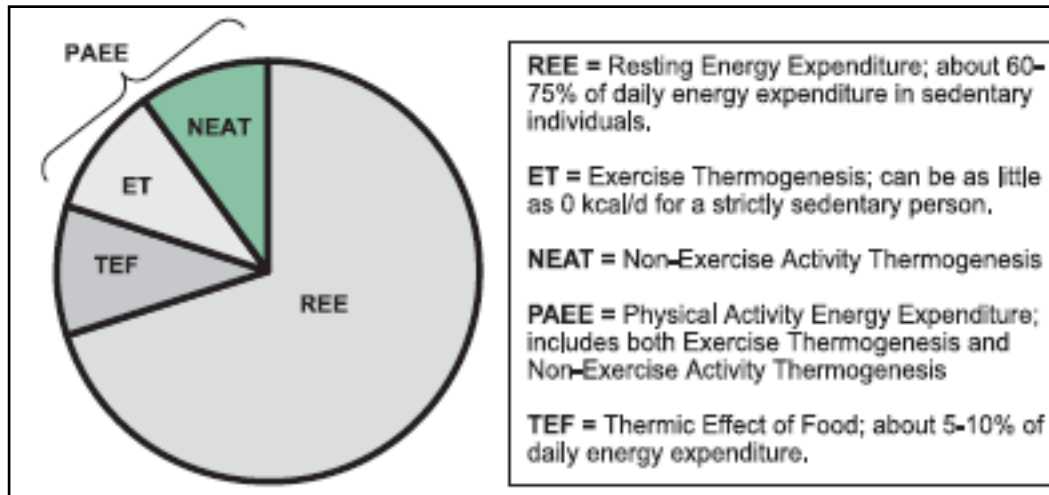 PAEE
NEAT
ET
TEF
REE
REE = Resting Energy Expenditure; about 60–
75% of daily energy expenditure in sedentary
individuals.
ET = Exercise Thermogenesis; can be as little
as 0 kcal/d for a strictly sedentary person.
NEAT = Non-Exercise Activity Thermogenesis
PAEE = Physical Activity Energy Expenditure;
includes both Exercise Thermogenesis and
Non-Exercise Activity Thermogenesis
TEF = Thermic Effect of Food; about 5-10% of
daily energy expenditure.